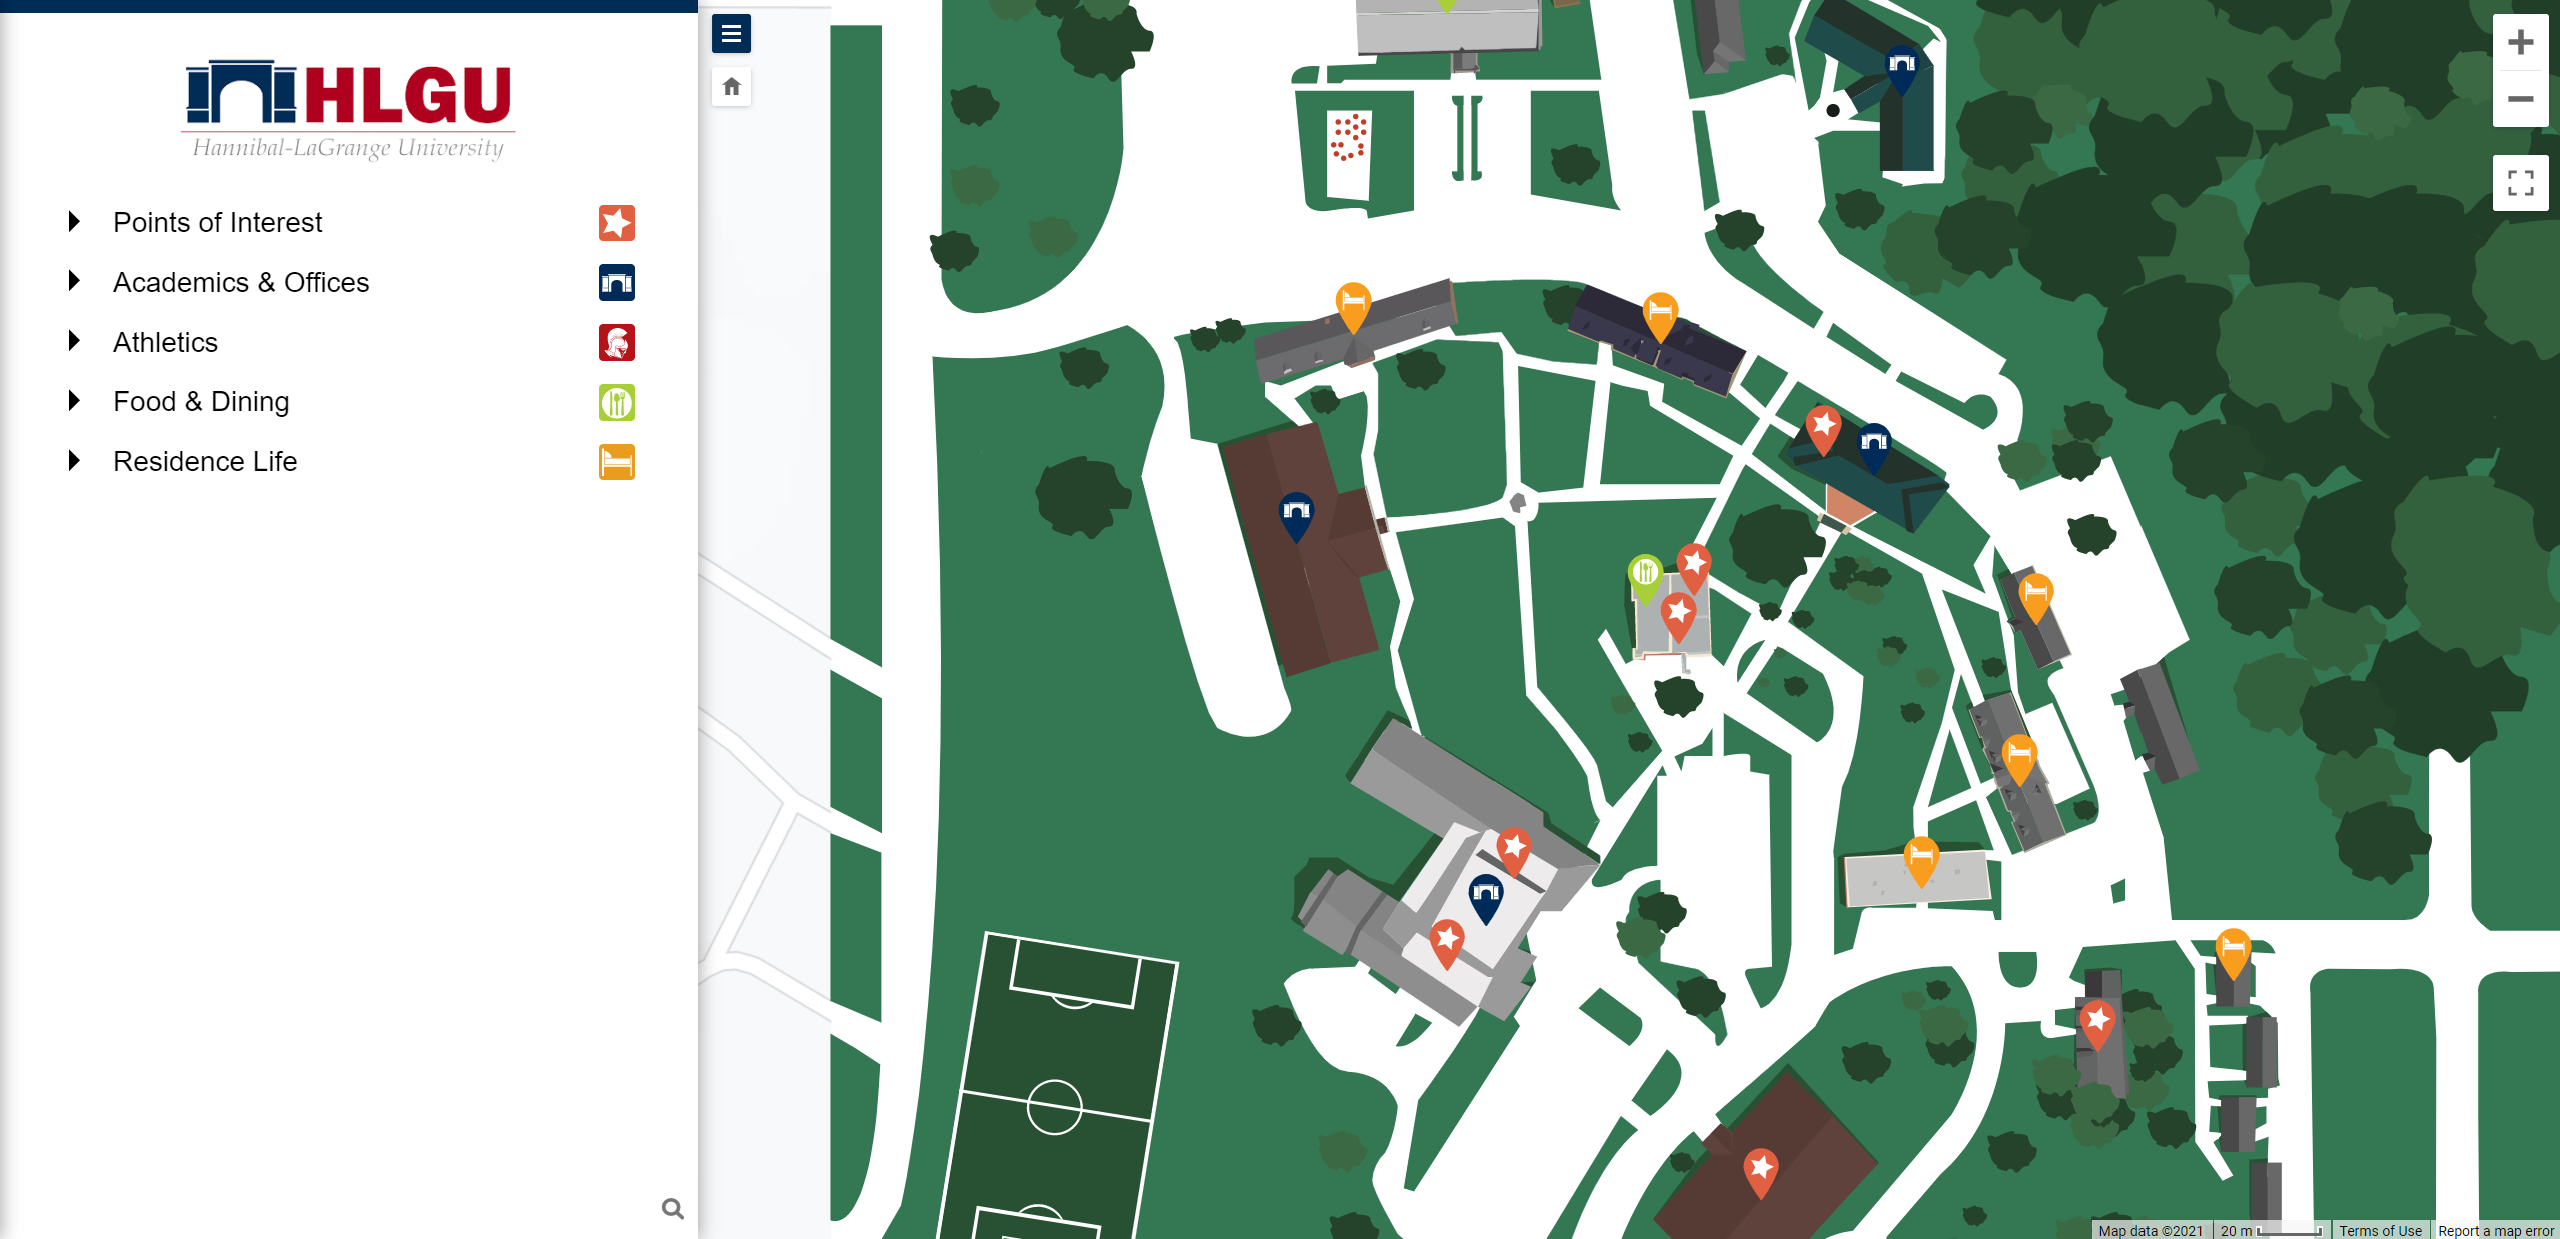 HLGU
Hannibal-LaGrange University
Points of Interest
Academics & Offices
Athletics
Food & Dining
Residence Life
Map data ©2021
20 m
Terms of Use
Report a map error